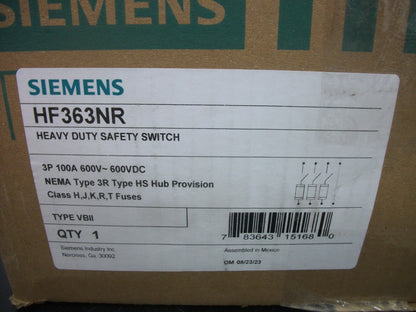 SIEMENS
SIEMENS
HF363NR
HEAVY DUTY SAFETY SWITCH
3P 100A 600V~ 600VDC
NEMA Type 3R Type HS Hub Provision
Class H,J,K,R,T Fuses
TYPE VBII
QTY 1
7 83643 15168 0
Siemens Industry Inc.
Norcross, Ga. 30092
Assembled in Mexico
OM 08/23/23